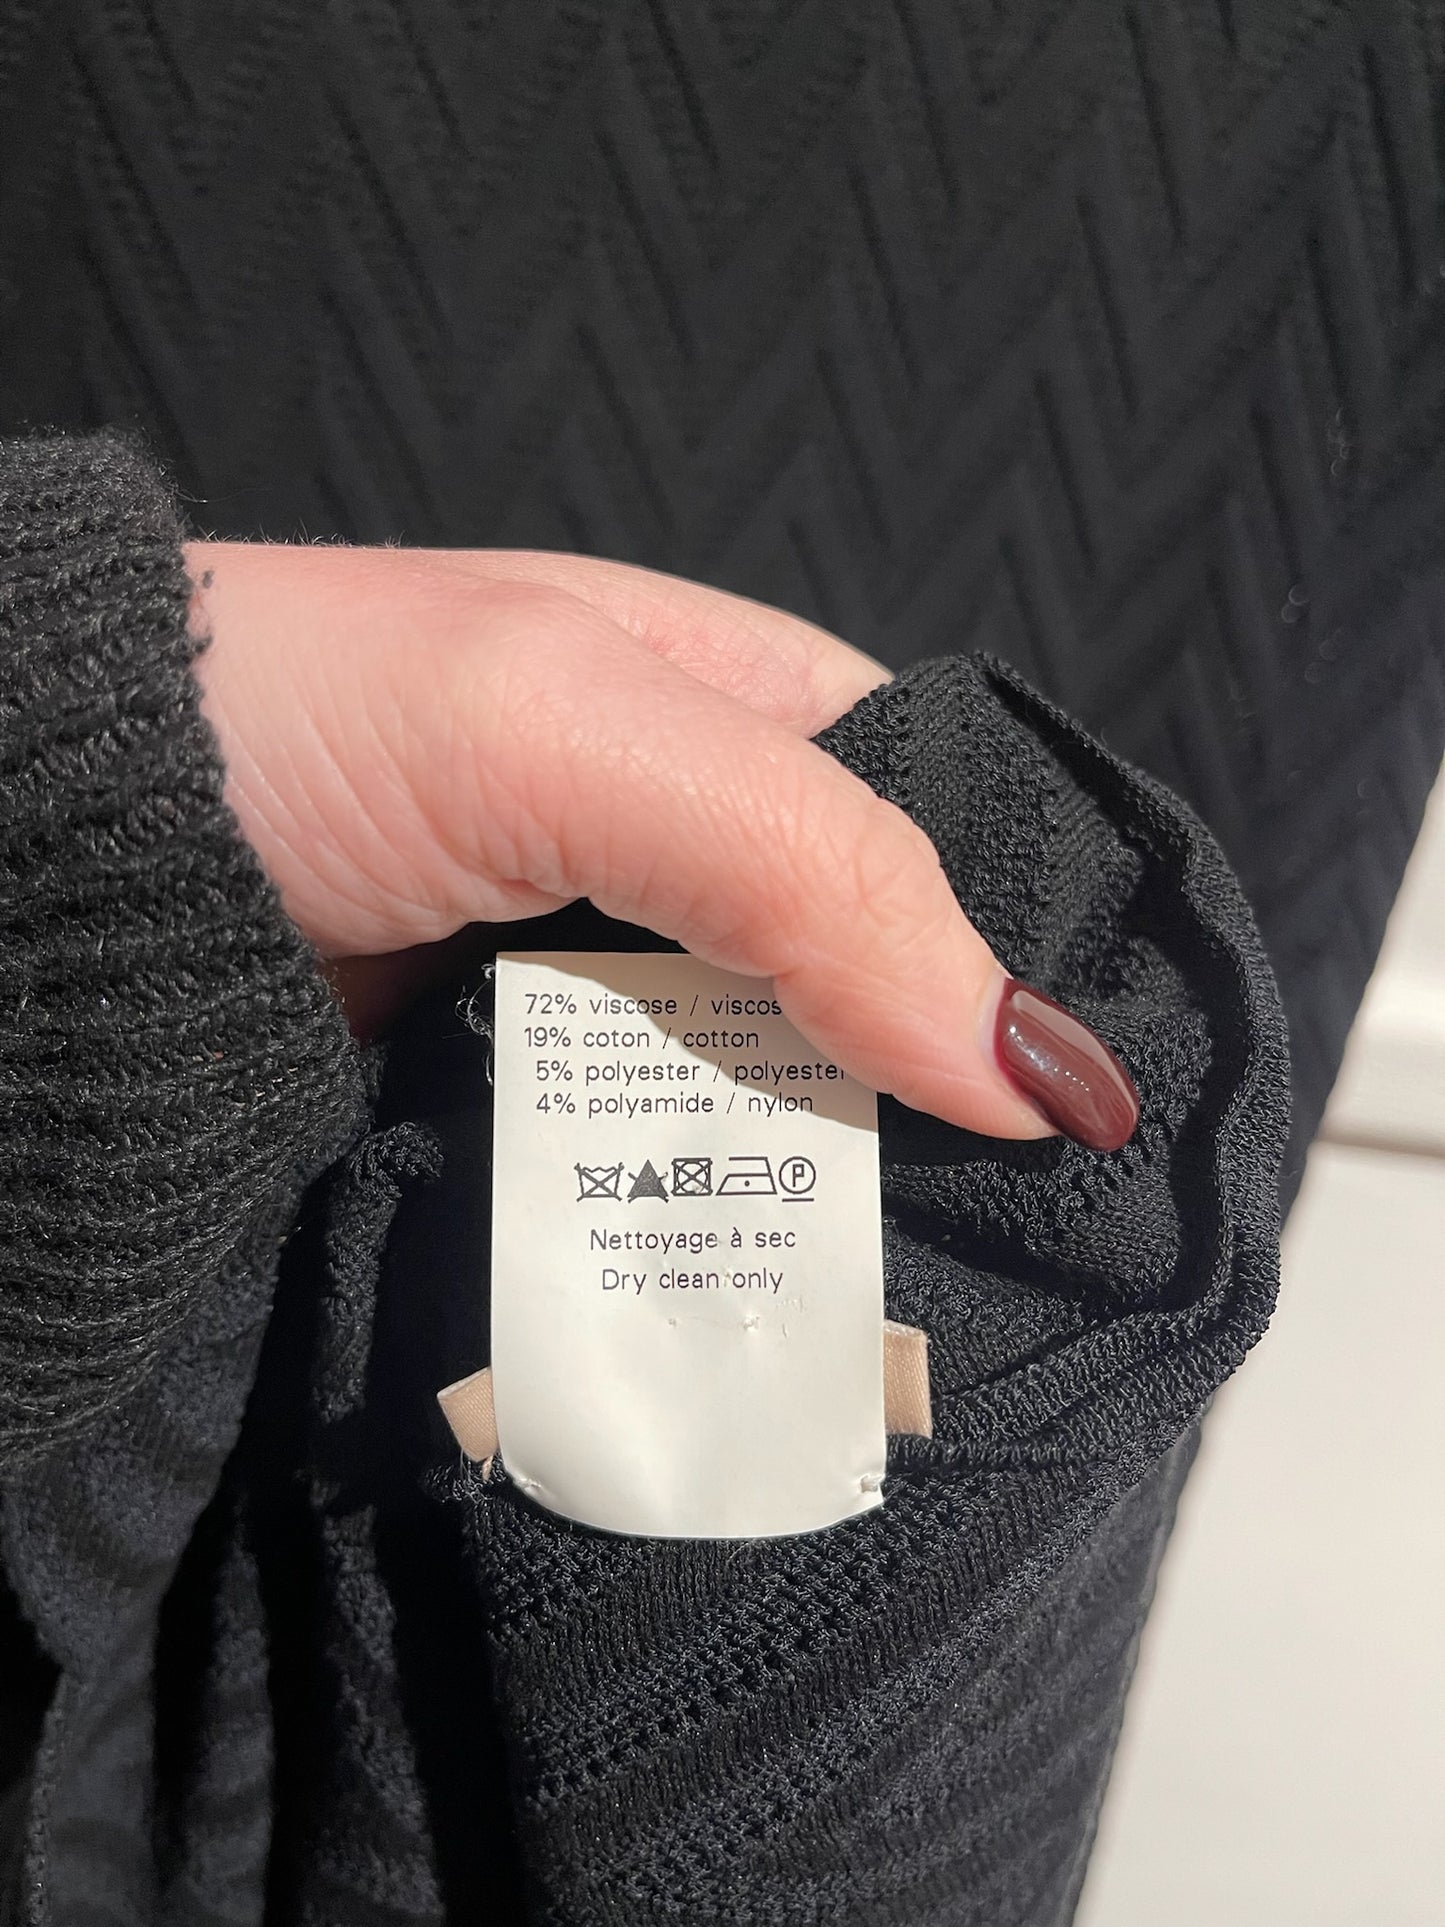 72% viscose / viscos
19% coton / cotton
5% polyester / polyester
4% polyamide / nylon
P
Nettoyage à sec
Dry clean only